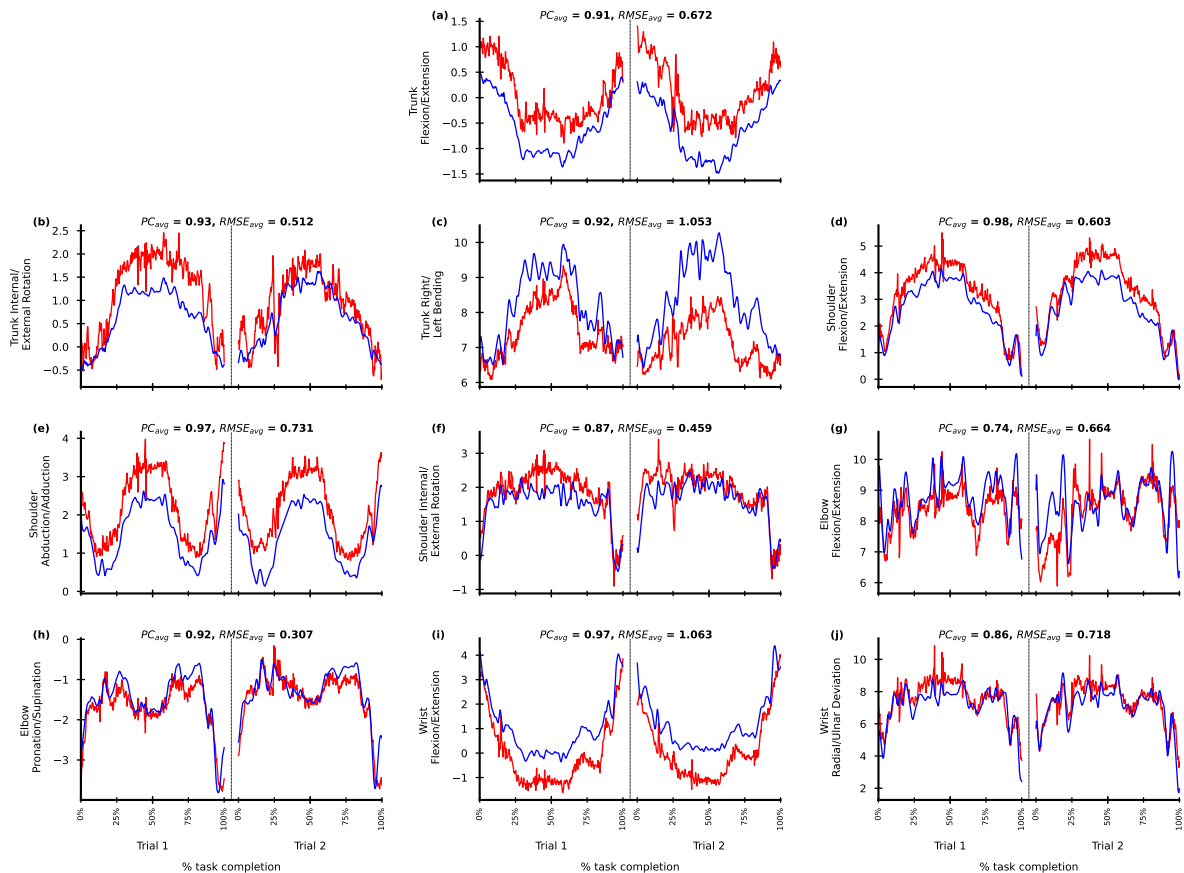 (a) PCavg = 0.91, RMSEavg = 0.672
Trunk
Flexion/Extension
1.5
1.0
0.5
0.0
−0.5
−1.0
−1.5
(b) PCavg = 0.93, RMSEavg = 0.512
Trunk Internal/
External Rotation
2.5
2.0
1.5
1.0
0.5
0.0
−0.5
(c) PCavg = 0.92, RMSEavg = 1.053
Trunk Right/
Left Bending
10
9
8
7
6
(d) PCavg = 0.98, RMSEavg = 0.603
Shoulder
Flexion/Extension
5
4
3
2
1
0
(e) PCavg = 0.97, RMSEavg = 0.731
Shoulder
Abduction/Adduction
4
3
2
1
0
(f) PCavg = 0.87, RMSEavg = 0.459
Shoulder Internal/
External Rotation
3
2
1
0
−1
(g) PCavg = 0.74, RMSEavg = 0.664
Elbow
Flexion/Extension
10
9
8
7
6
(h) PCavg = 0.92, RMSEavg = 0.307
Elbow
Pronation/Supination
0
−1
−2
−3
0% 25% 50% 75% 100% 25% 50% 75% 100%
Trial 1 Trial 2
% task completion
(i) PCavg = 0.97, RMSEavg = 1.063
Wrist
Flexion/Extension
4
3
2
1
0
−1
0% 25% 50% 75% 100% 25% 50% 75% 100%
Trial 1 Trial 2
% task completion
(j) PCavg = 0.86, RMSEavg = 0.718
Wrist
Radial/Ulnar Deviation
10
8
6
4
2
0% 25% 50% 75% 100% 25% 50% 75% 100%
Trial 1 Trial 2
% task completion